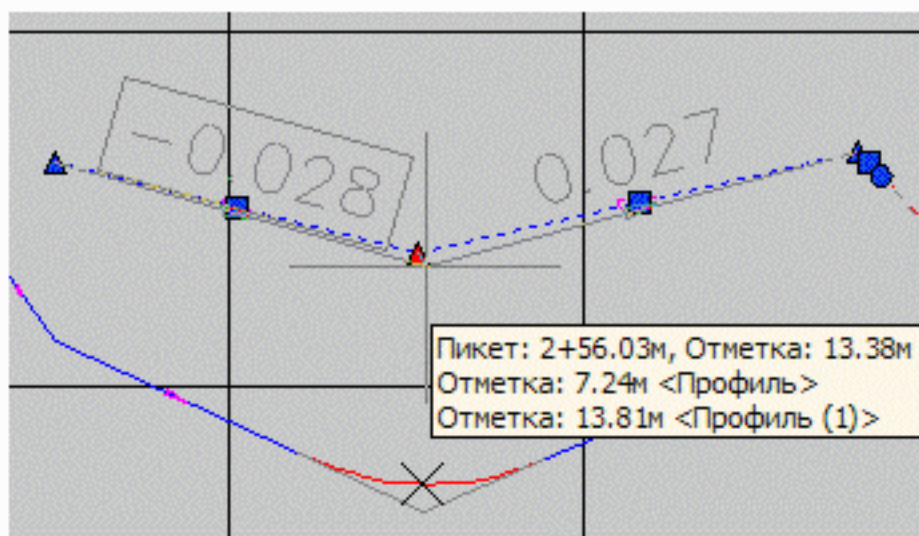 −0.028
0.027
Пикет: 2+56.03м, Отметка: 13.38м
Отметка: 7.24м <Профиль>
Отметка: 13.81м <Профиль (1)>